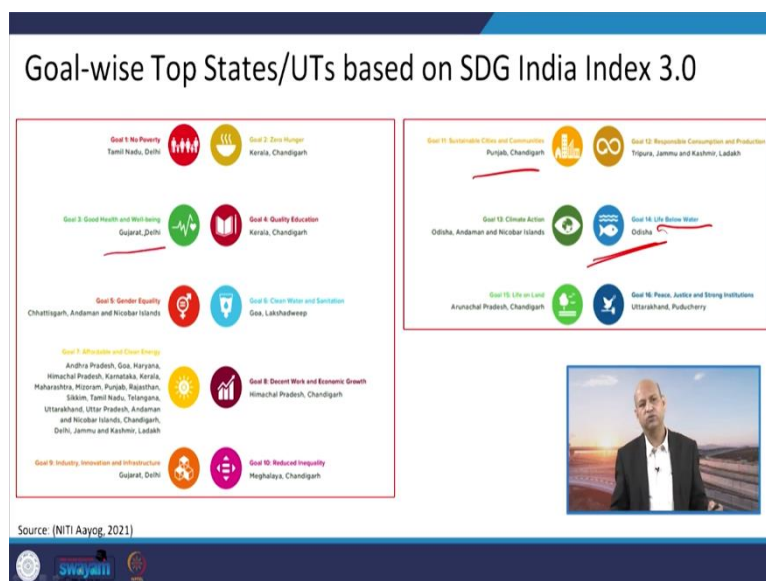 Goal-wise Top States/UTs based on SDG India Index 3.0
Goal 1: No Poverty
Tamil Nadu, Delhi
Goal 2: Zero Hunger
Kerala, Chandigarh
Goal 3: Good Health and Well-being
Gujarat, Delhi
Goal 4: Quality Education
Kerala, Chandigarh
Goal 5: Gender Equality
Chhattisgarh, Andaman and Nicobar Islands
Goal 6: Clean Water and Sanitation
Goa, Lakshadweep
Goal 7: Affordable and Clean Energy
Andhra Pradesh, Goa, Haryana,
Himachal Pradesh, Karnataka, Kerala,
Maharashtra, Mizoram, Punjab, Rajasthan,
Sikkim, Tamil Nadu, Telangana,
Uttarakhand, Uttar Pradesh, Andaman
and Nicobar Islands, Chandigarh,
Delhi, Jammu and Kashmir, Ladakh
Goal 8: Decent Work and Economic Growth
Himachal Pradesh, Chandigarh
Goal 9: Industry, Innovation and Infrastructure
Gujarat, Delhi
Goal 10: Reduced Inequality
Meghalaya, Chandigarh
Goal 11: Sustainable Cities and Communities
Punjab, Chandigarh
Goal 12: Responsible Consumption and Production
Tripura, Jammu and Kashmir, Ladakh
Goal 13: Climate Action
Odisha, Andaman and Nicobar Islands
Goal 14: Life Below Water
Odisha
Goal 15: Life on Land
Arunachal Pradesh, Chandigarh
Goal 16: Peace, Justice and Strong Institutions
Uttarakhand, Puducherry
Source: (NITI Aayog, 2021)
swayam